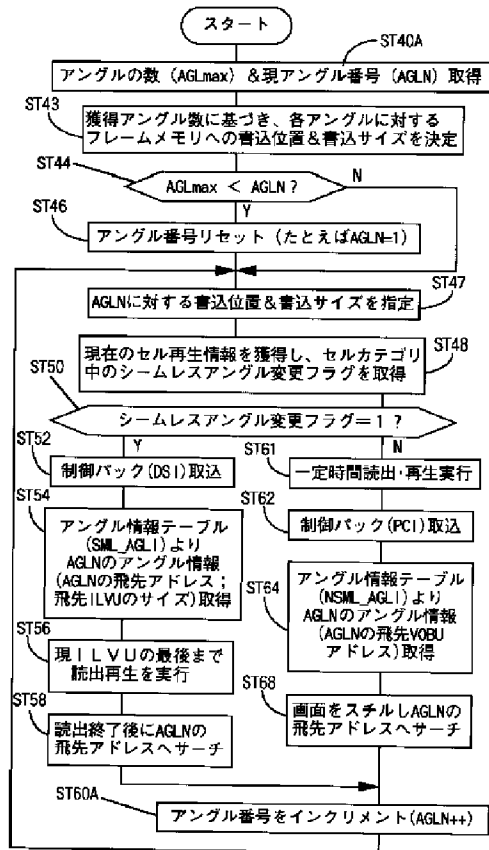 スタート
ST40A
アングルの数(AGLmax)&現アングル番号(AGLN)取得
ST43
獲得アングル数に基づき、各アングルに対する
フレームメモリへの書込位置&書込サイズを決定
ST44
AGLmax < AGLN?
N
Y
ST46
アングル番号リセット(たとえばAGLN=1)
ST47
AGLNに対する書込位置&書込サイズを指定
ST48
現在のセル再生情報を獲得し、セルカテゴリ
中のシームレスアングル変更フラグを取得
ST50
シームレスアングル変更フラグ=1?
Y
N
ST52
制御パック(DSI)取込
ST54
アングル情報テーブル
(SML_AGLI)より
AGLNのアングル情報
(AGLNの飛先アドレス;
飛先ILVUのサイズ)取得
ST56
現ILVUの最後まで
読出再生を実行
ST58
読出終了後にAGLNの
飛先アドレスへサーチ
ST61
一定時間読出・再生実行
ST62
制御パック(PCI)取込
ST64
アングル情報テーブル
(NSML_AGLI)より
AGLNのアングル情報
(AGLNの飛先VOBU
アドレス)取得
ST68
画面をスチルしAGLNの
飛先アドレスへサーチ
ST60A
アングル番号をインクリメント(AGLN++)